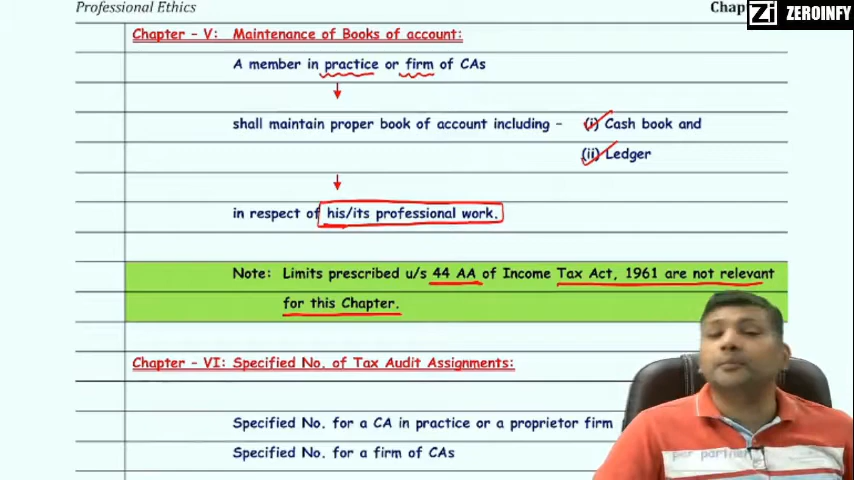 Professional Ethics
Chap
Zi ZEROINFY
Chapter - V: Maintenance of Books of account:
A member in practice or firm of CAs
shall maintain proper book of account including - (i) Cash book and
(ii) Ledger
in respect of his/its professional work.
Note: Limits prescribed u/s 44 AA of Income Tax Act, 1961 are not relevant
for this Chapter.
Chapter - VI: Specified No. of Tax Audit Assignments:
Specified No. for a CA in practice or a proprietor firm
Specified No. for a firm of CAs
per partner